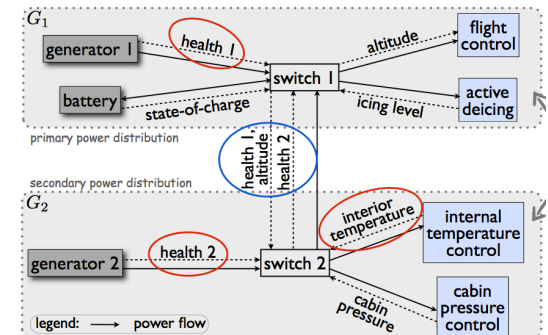 G1
generator 1
health 1
altitude
flight
control
switch 1
battery
state-of-charge
icing level
active
deicing
primary power distribution
health 1,
altitude
health 2
secondary power distribution
G2
interior
temperature
internal
temperature
control
health 2
generator 2
switch 2
cabin
pressure
cabin
pressure
control
legend: power flow